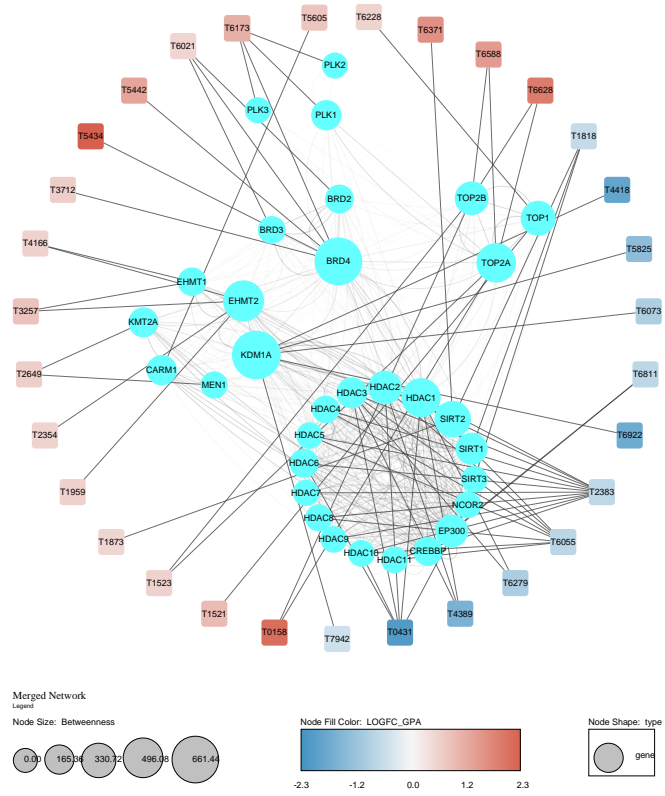 T5605
T6228
T6173
T6371
T6021
T6588
PLK2
T5442
T6628
PLK3
PLK1
T5434
T1818
T3712
BRD2
TOP2B
T4418
TOP1
BRD3
T4166
T5825
BRD4
TOP2A
EHMT1
EHMT2
T3257
T6073
KMT2A
KDM1A
T2649
CARM1
MEN1
T6811
HDAC2
HDAC3
HDAC1
HDAC4
SIRT2
T2354
HDAC5
T6922
SIRT1
HDAC6
SIRT3
T1959
HDAC7
T2383
NCOR2
HDAC8
EP300
T1873
HDAC9
T6055
HDAC10
CREBBP
HDAC11
T1523
T6279
T1521
T4389
T0158
T7942
T0431
Merged Network
Legend
Node Size: Betweenness
Node Fill Color: LOGFC_GPA
Node Shape: type
0.00 165.36 330.72 496.08 661.44
gene
-2.3 -1.2 0.0 1.2 2.3